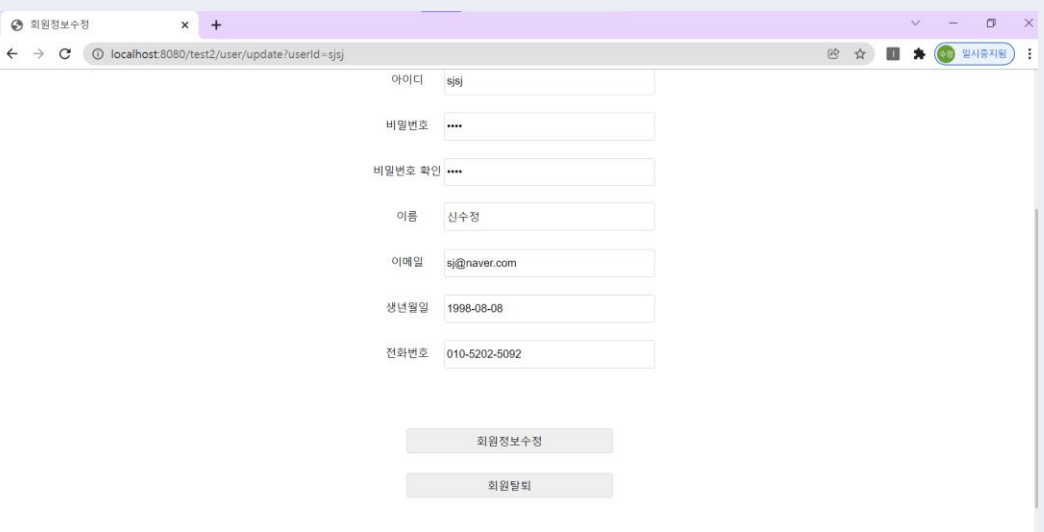 회원정보수정
localhost:8080/test2/user/update?userId=sjsj
수정 일시중지됨
아이디 sjsj
비밀번호 ••••
비밀번호 확인 ••••
이름 신수정
이메일 sj@naver.com
생년월일 1998-08-08
전화번호 010-5202-5092
회원정보수정
회원탈퇴